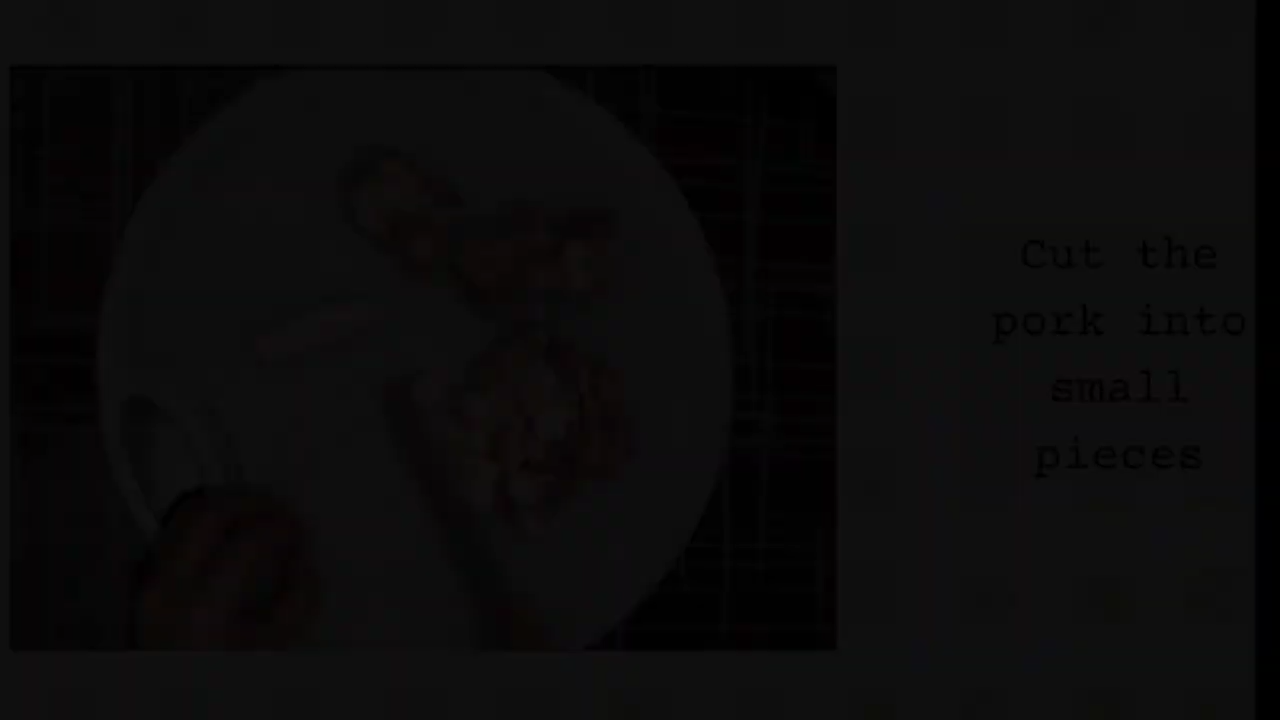 Cut the
pork into
small
pieces